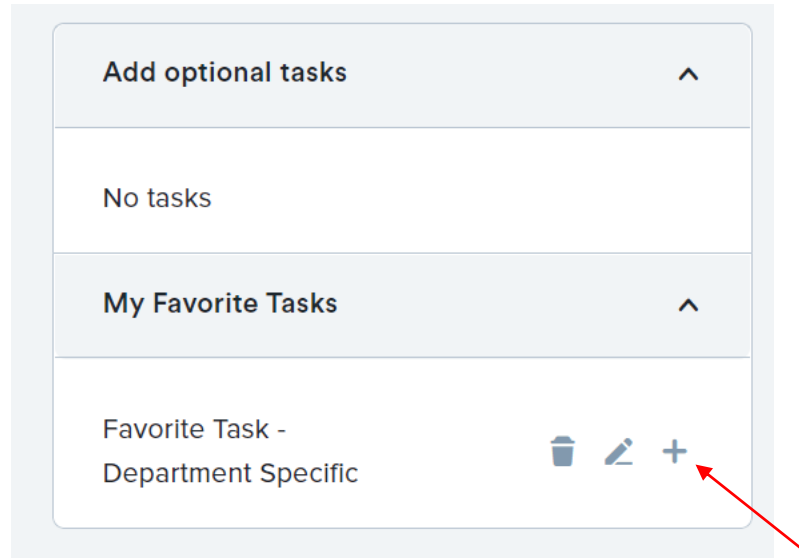 Add optional tasks
No tasks
My Favorite Tasks
Favorite Task -
Department Specific